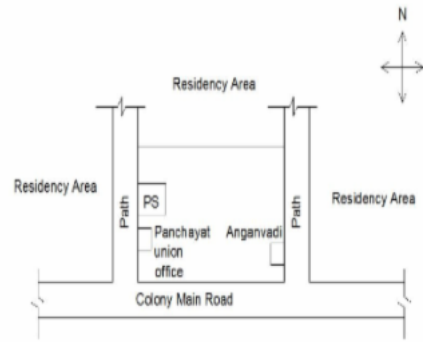 N
Residency Area
Residency Area
Path
PS
Panchayat
union
office
Anganvadi
Path
Residency Area
Colony Main Road